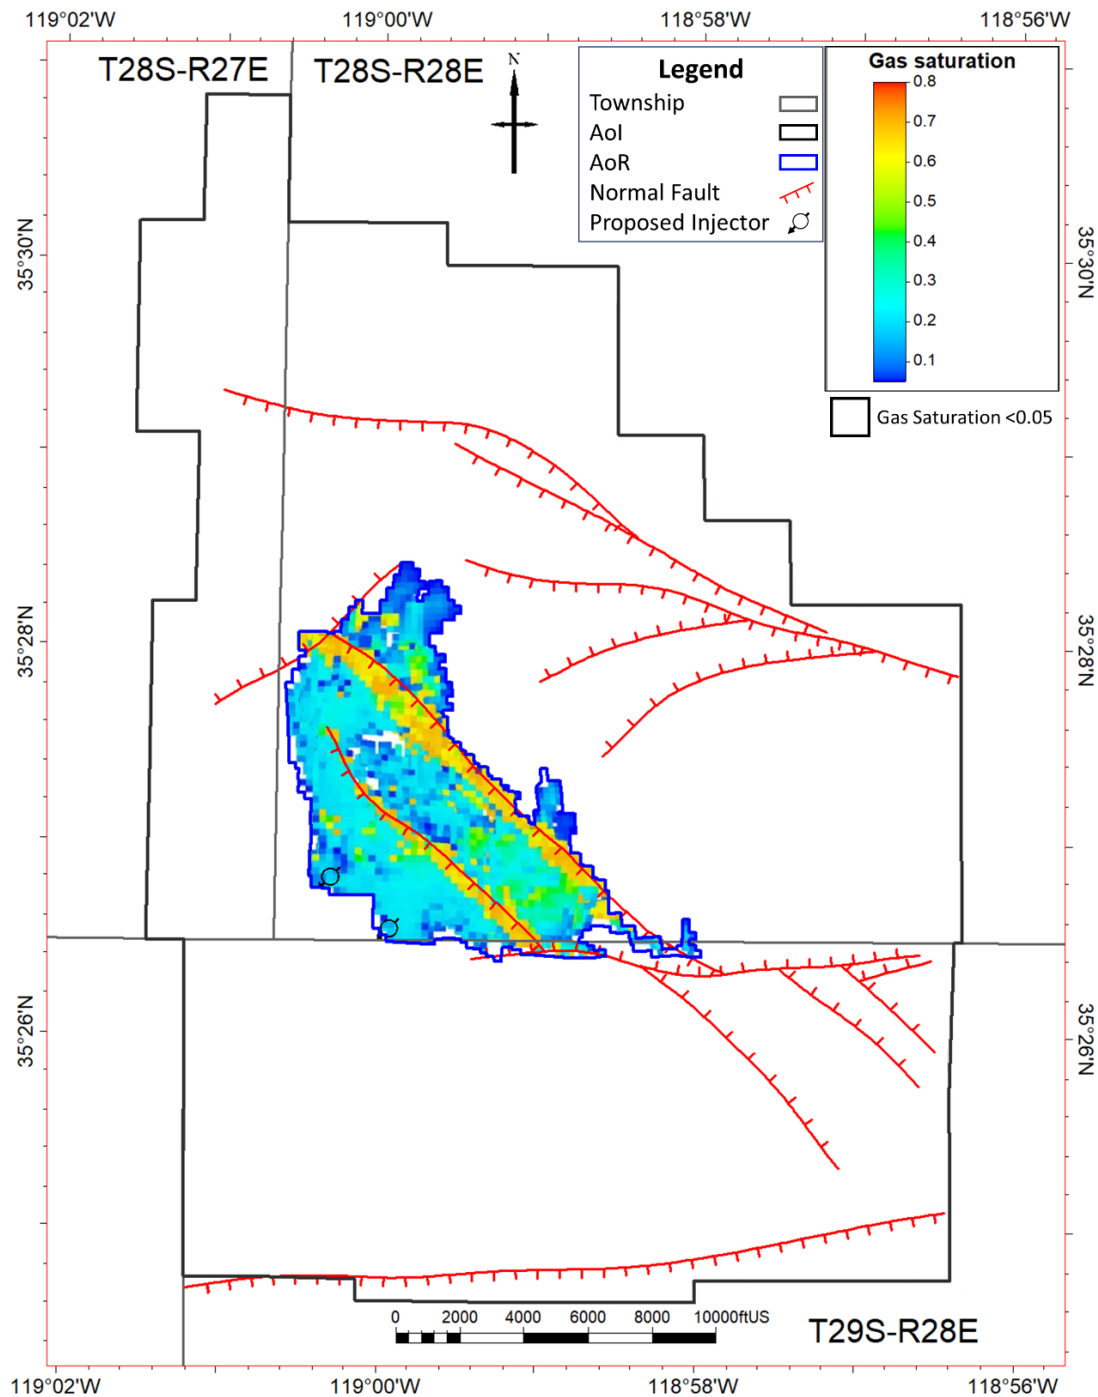 119°02'W 119°00'W 118°58'W 118°56'W
T28S-R27E T28S-R28E
N
Legend
Township
AoI
AoR
Normal Fault
Proposed Injector
Gas saturation
0.8
0.7
0.6
0.5
0.4
0.3
0.2
0.1
Gas Saturation <0.05
35°30'N 35°30'N
35°28'N 35°28'N
35°26'N 35°26'N
0 2000 4000 6000 8000 10000ftUS
T29S-R28E
119°02'W 119°00'W 118°58'W 118°56'W